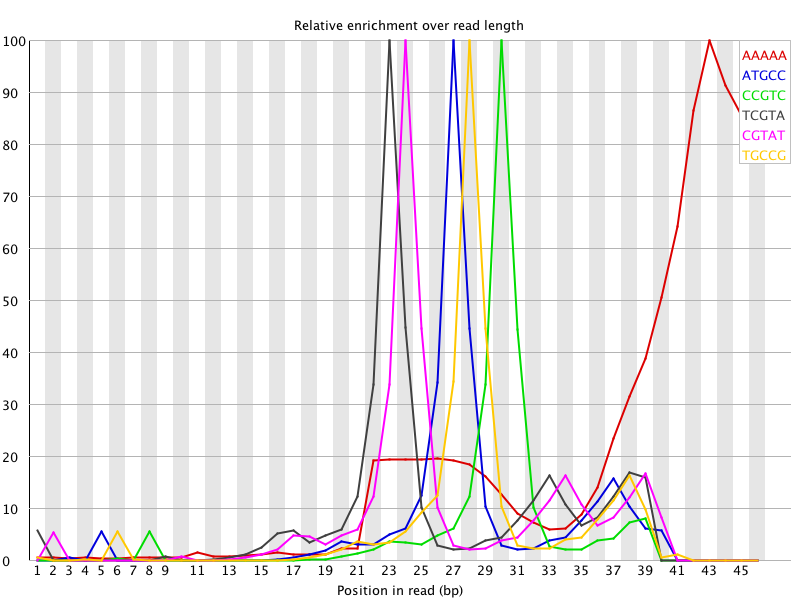 Relative enrichment over read length
100
90
80
70
60
50
40
30
20
10
0
AAAAA
ATGCC
CCGTC
TCGTA
CGTAT
TGCCG
1 2 3 4 5 6 7 8 9 11 13 15 17 19 21 23 25 27 29 31 33 35 37 39 41 43 45
Position in read (bp)